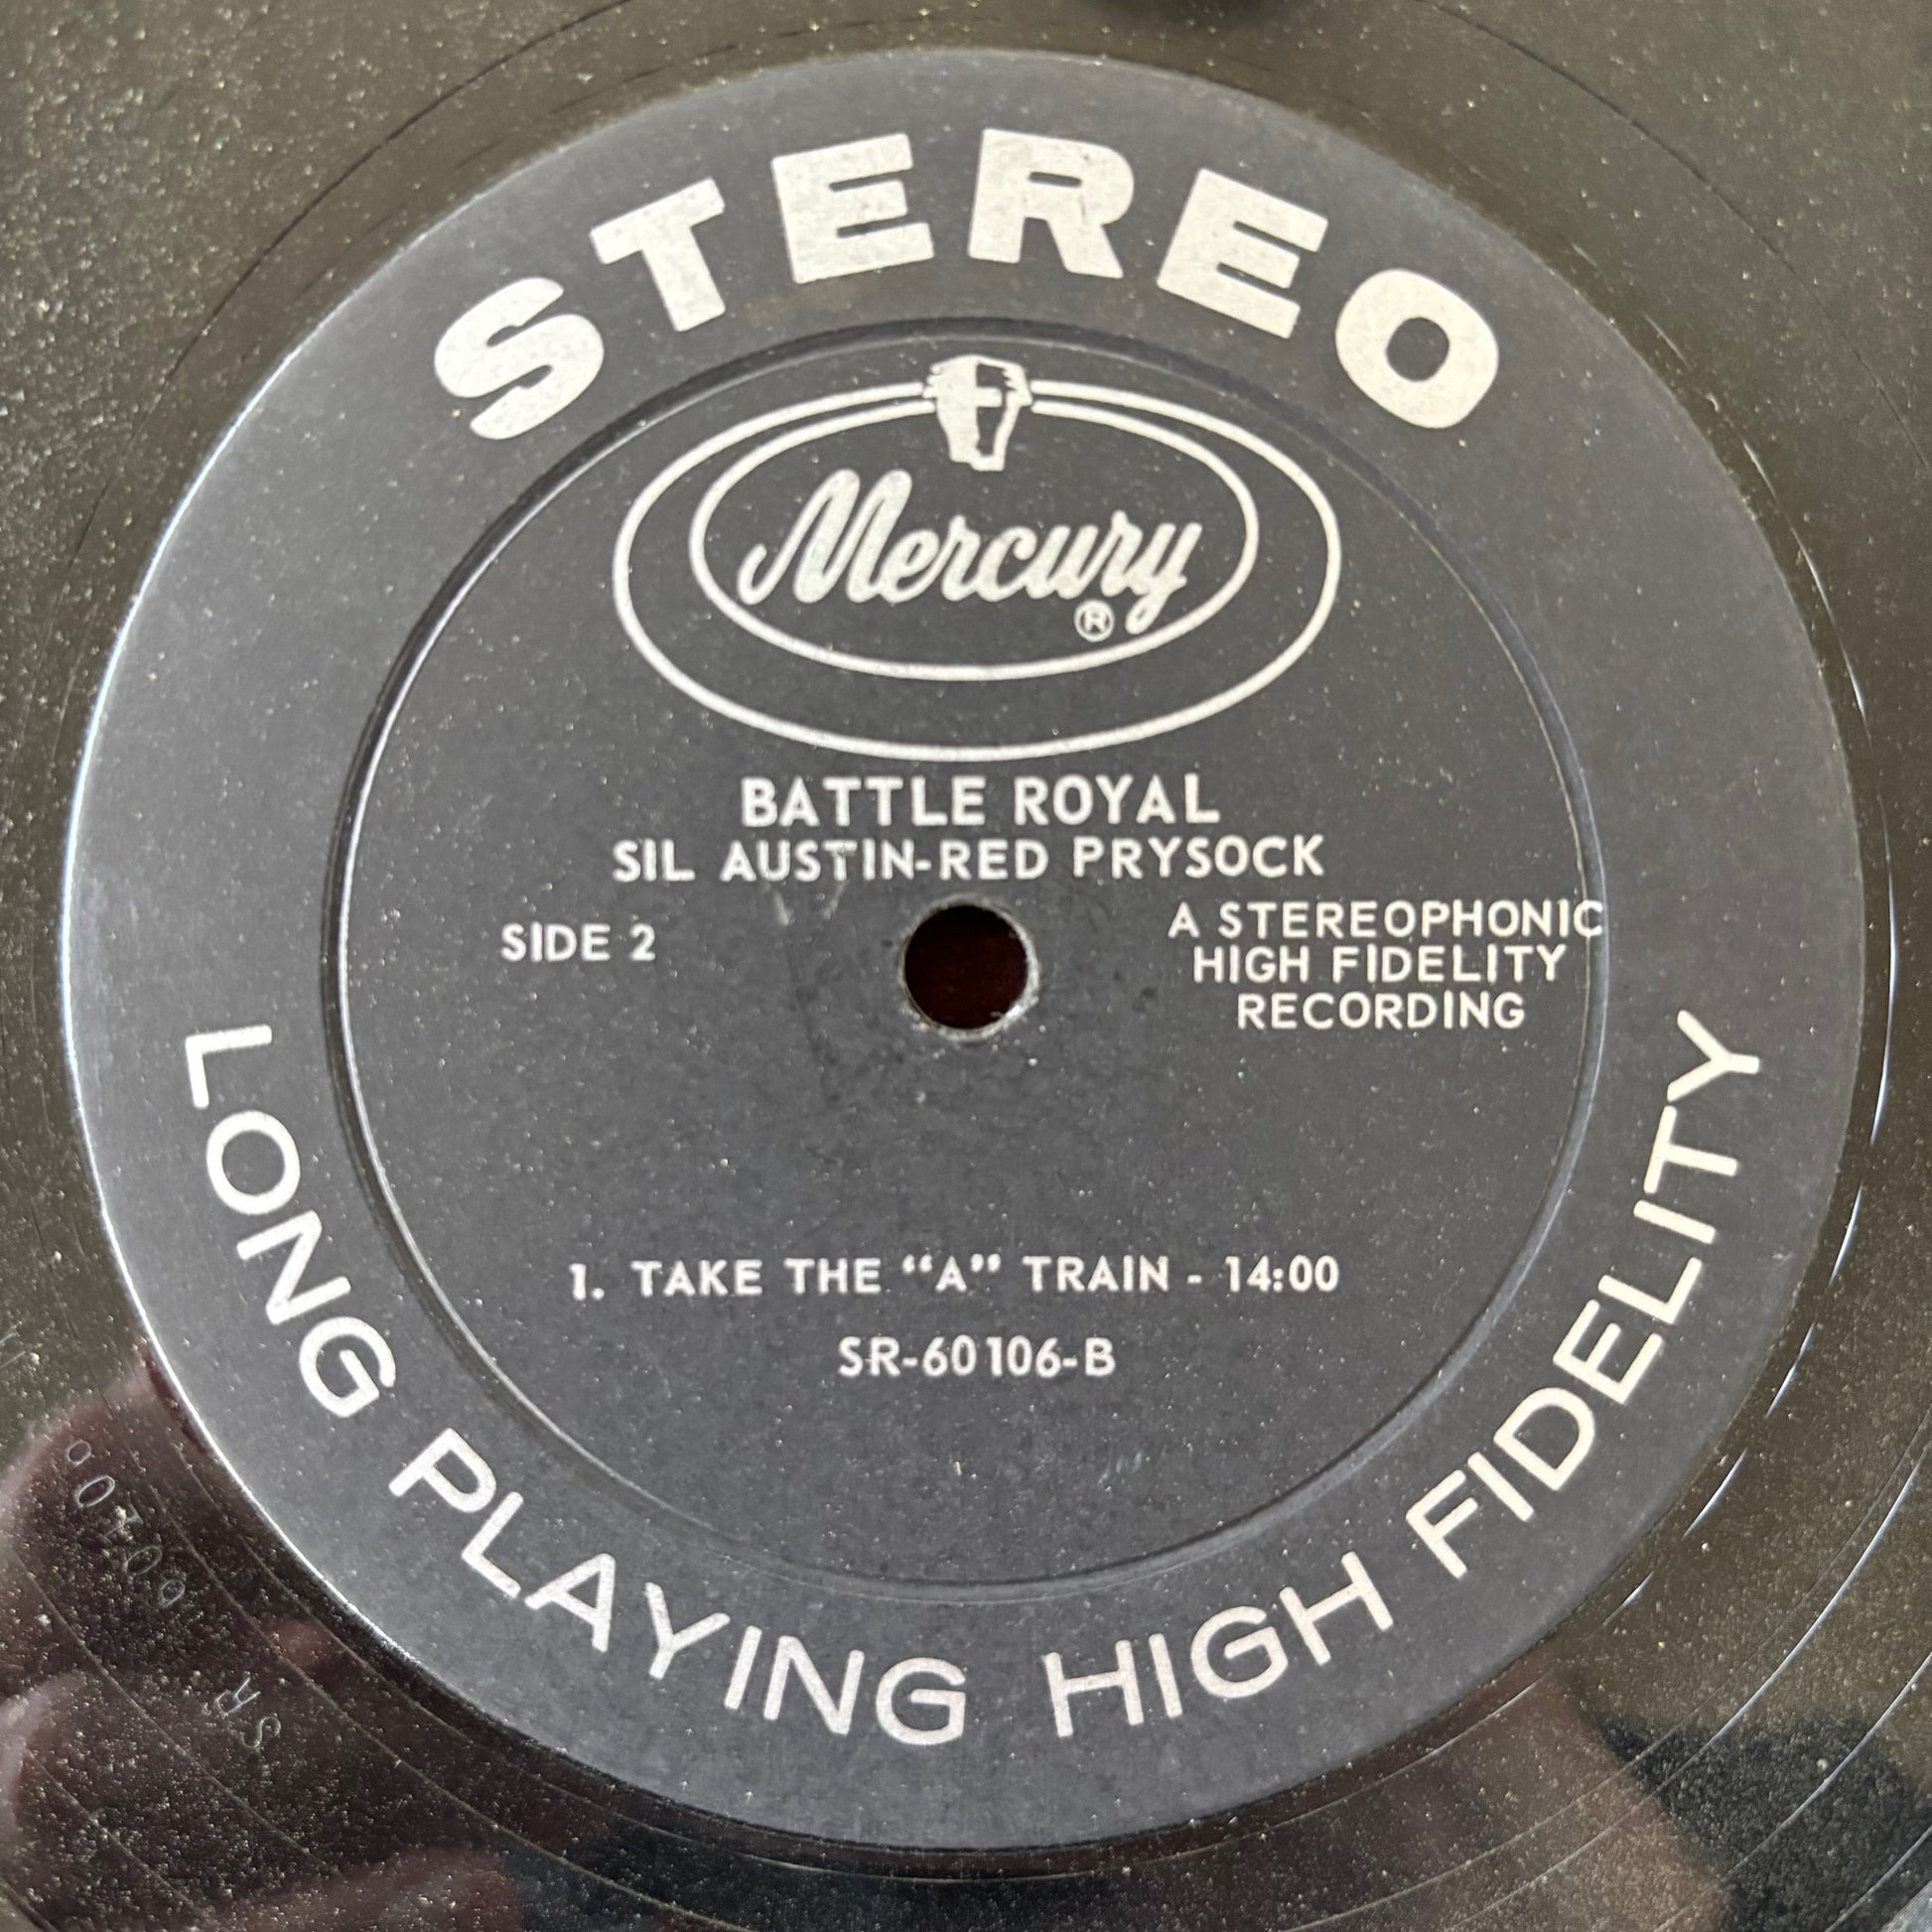 STEREO
Mercury
®
BATTLE ROYAL
SIL AUSTIN-RED PRYSOCK
SIDE 2
A STEREOPHONIC
HIGH FIDELITY
RECORDING
1. TAKE THE “A” TRAIN - 14:00
SR-60106-B
LONG PLAYING HIGH FIDELITY
SR